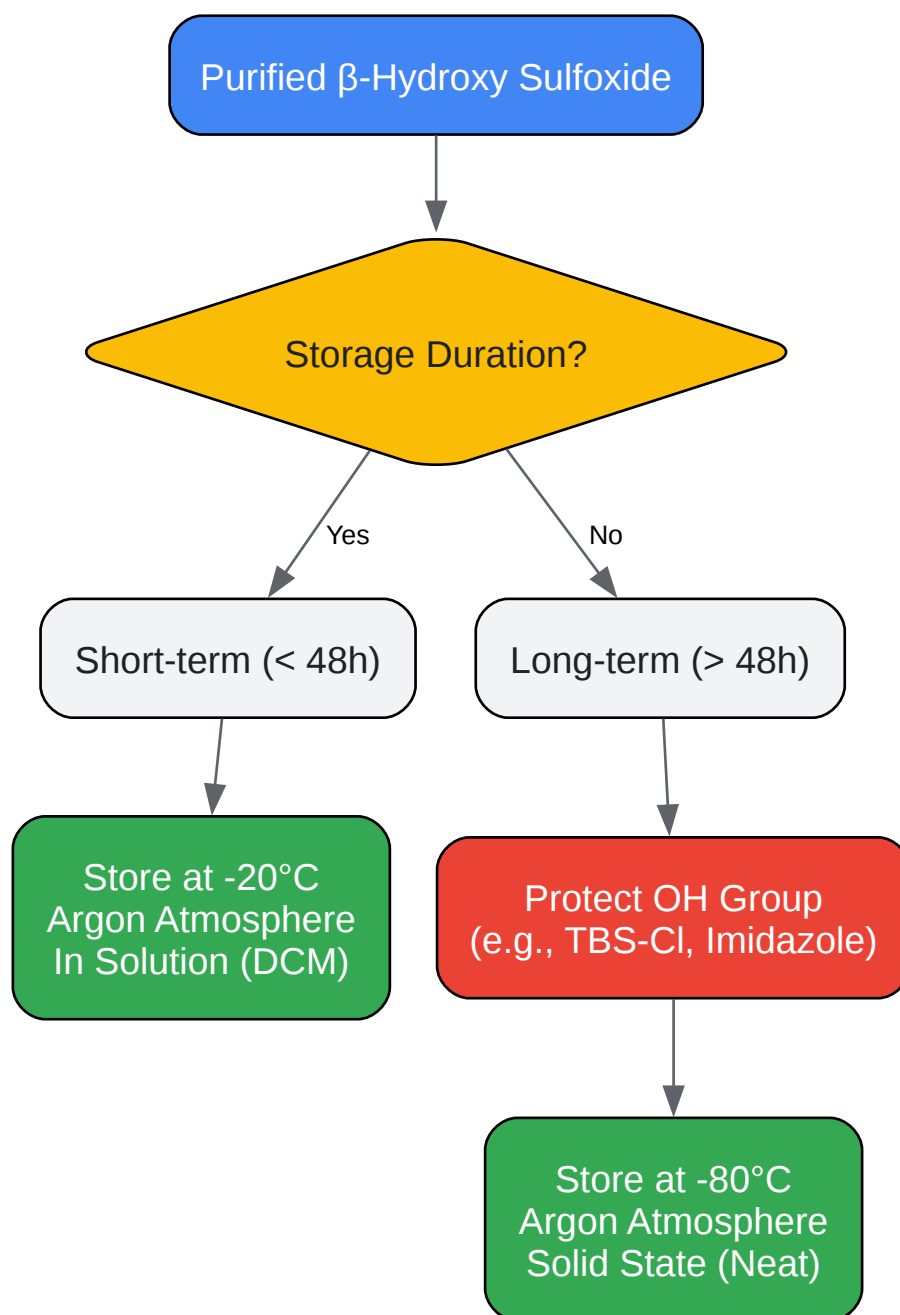 Purified β-Hydroxy Sulfoxide
Storage Duration?
Yes
No
Short-term (< 48h)
Long-term (> 48h)
Store at -20°C
Argon Atmosphere
In Solution (DCM)
Protect OH Group
(e.g., TBS-Cl, Imidazole)
Store at -80°C
Argon Atmosphere
Solid State (Neat)